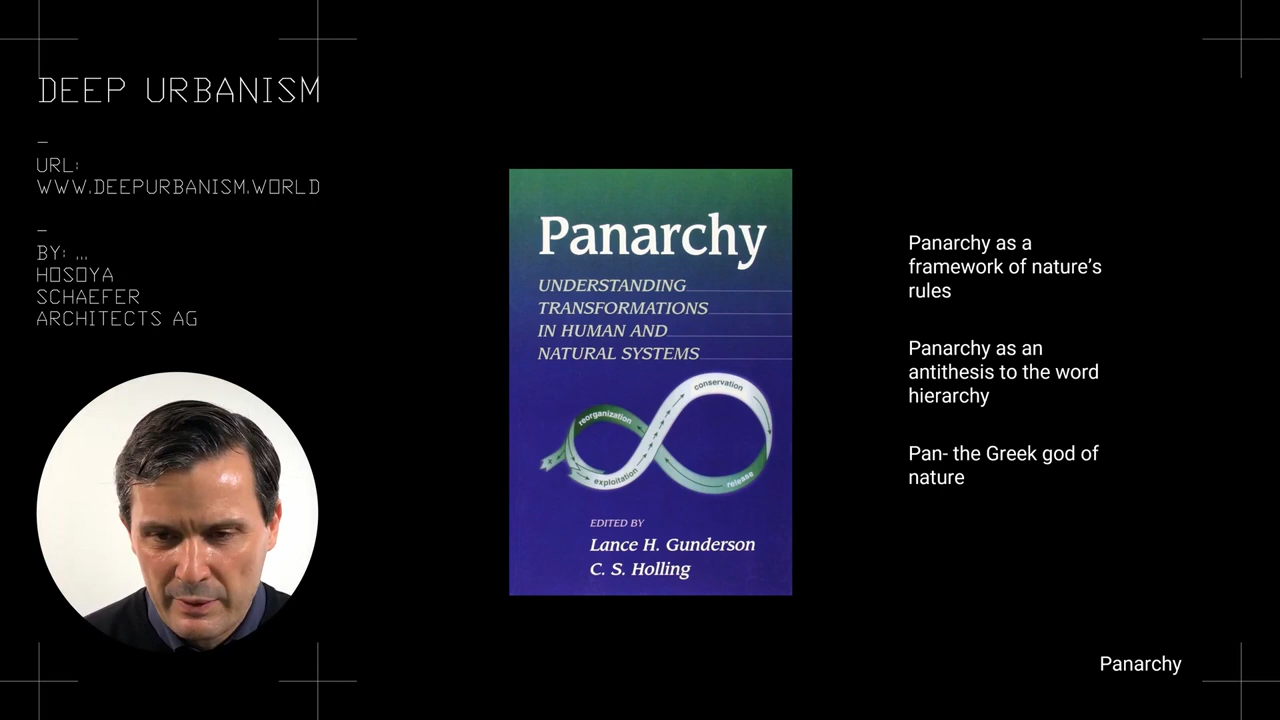 DEEP URBANISM
–
URL:
WWW.DEEPURBANISM.WORLD
–
BY: ...
HOSOYA
SCHAEFER
ARCHITECTS AG
Panarchy
UNDERSTANDING
TRANSFORMATIONS
IN HUMAN AND
NATURAL SYSTEMS
reorganization
conservation
exploitation
release
EDITED BY
Lance H. Gunderson
C. S. Holling
Panarchy as a
framework of nature’s
rules
Panarchy as an
antithesis to the word
hierarchy
Pan- the Greek god of
nature
Panarchy